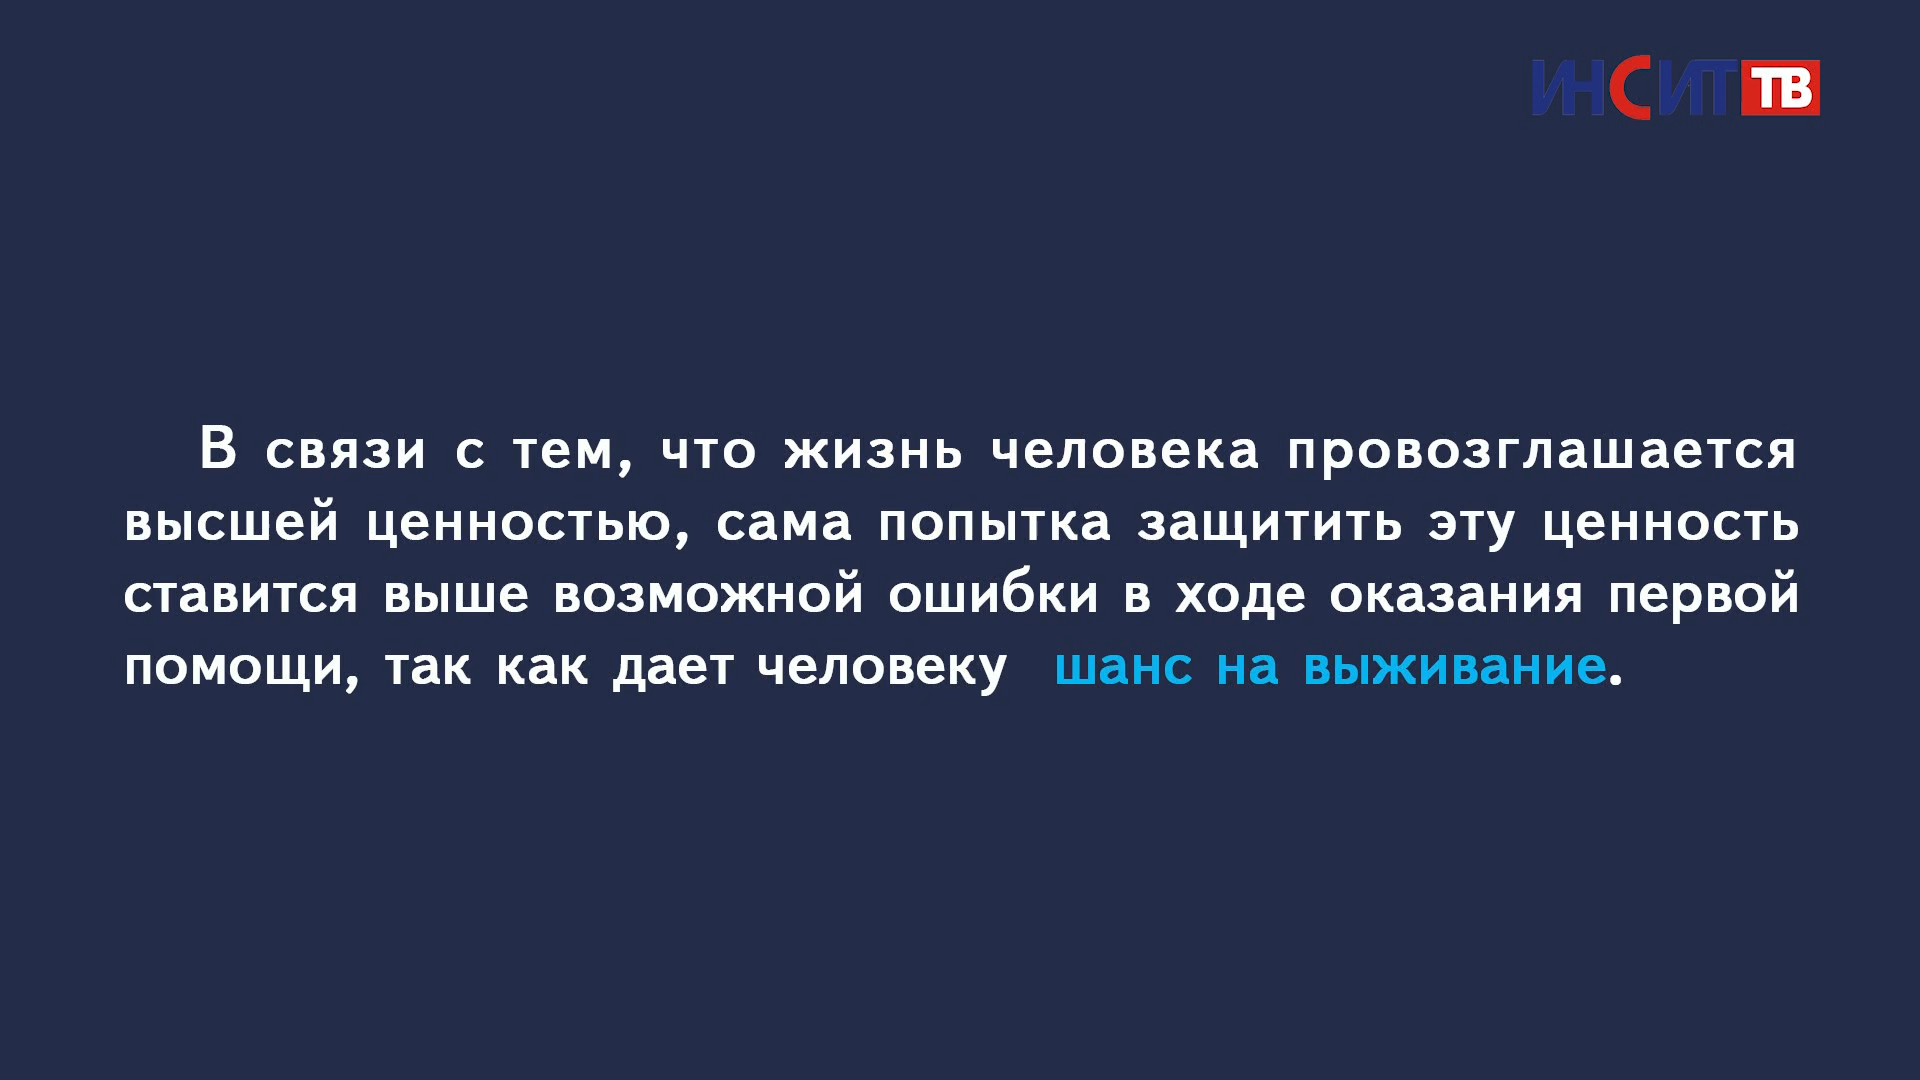 ИНСИТ ТВ
В связи с тем, что жизнь человека провозглашается
высшей ценностью, сама попытка защитить эту ценность
ставится выше возможной ошибки в ходе оказания первой
помощи, так как дает человеку шанс на выживание.